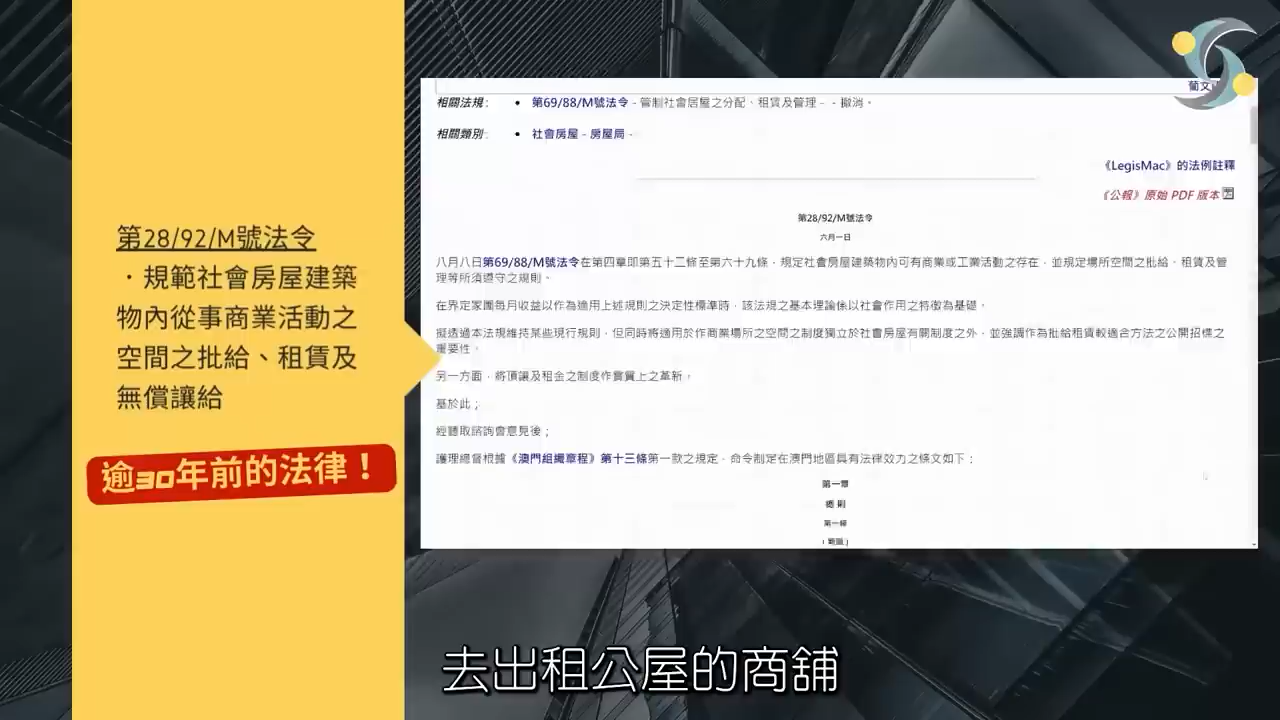 第28/92/M號法令
・規範社會房屋建築
物內從事商業活動之
空間之批給、租賃及
無償讓給
逾30年前的法律！
葡文
相關法規： • 第69/88/M號法令 - 管制社會居屋之分配、租賃及管理 - - 撤消。
相關類別： • 社會房屋 - 房屋局 -
《LegisMac》的法例註釋
《公報》原始 PDF 版本
第28/92/M號法令
六月一日
八月八日第69/88/M號法令在第四章即第五十二條至第六十九條，規定社會房屋建築物內可有商業或工業活動之存在，並規定場所空間之批給、租賃及管
理等所須遵守之規則。
在界定家團每月收益以作為適用上述規則之決定性標準時，該法規之基本理論係以社會作用之特徵為基礎。
擬透過本法規維持某些現行規則，但同時將適用於作商業場所之空間之制度獨立於社會房屋有關制度之外，並強調作為批給租賃較適合方法之公開招標之
重要性。
另一方面，將頂讓及租金之制度作實質上之革新。
基於此；
經聽取諮詢會意見後；
護理總督根據《澳門組織章程》第十三條第一款之規定，命令制定在澳門地區具有法律效力之條文如下：
第一章
總 則
第一條
（範圍）
去出租公屋的商舖